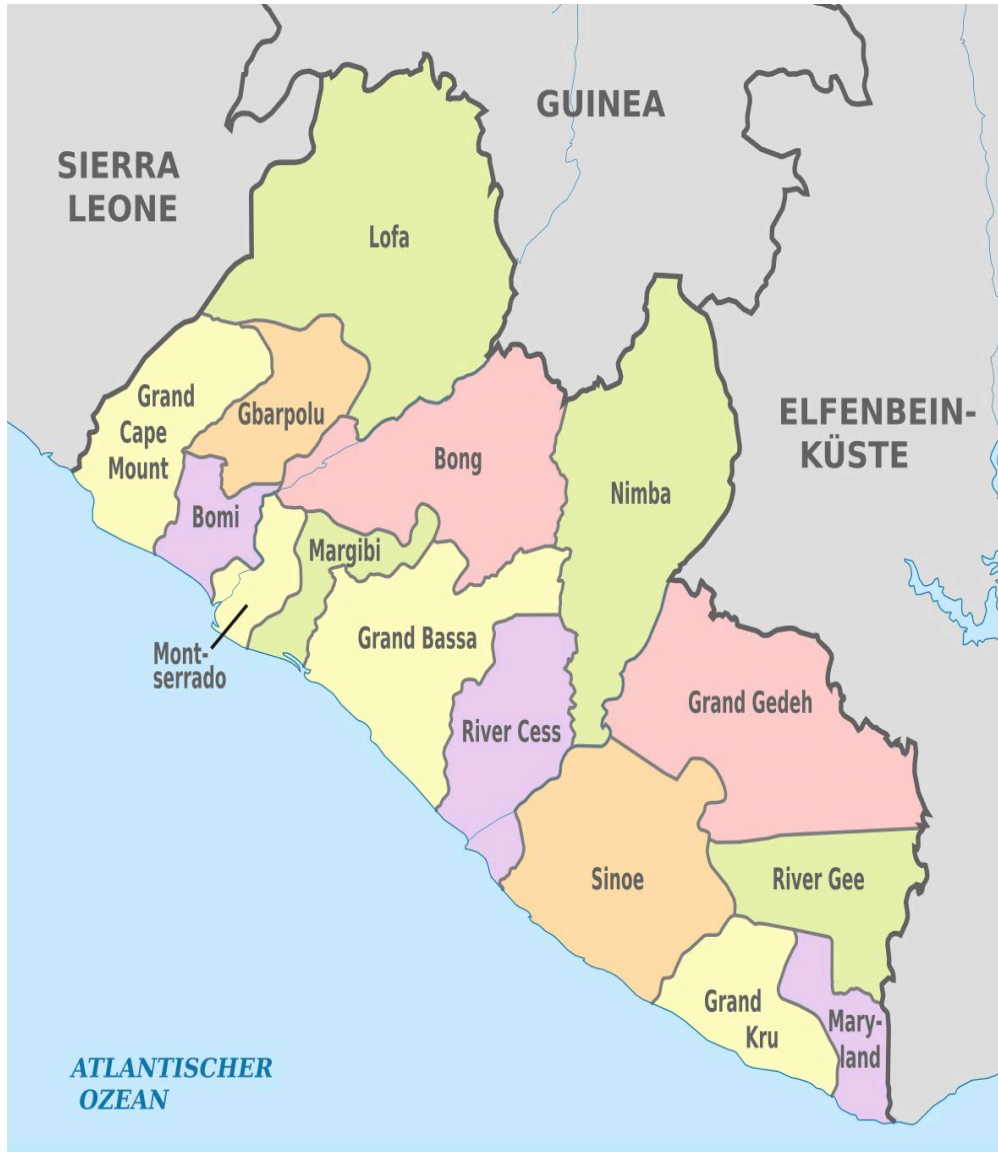 GUINEA
SIERRA
LEONE
Lofa
Grand
Cape
Mount
Gbarpolu
ELFENBEIN-
KÜSTE
Bong
Nimba
Bomi
Margibi
Grand Bassa
Mont-
serrado
River Cess
Grand Gedeh
Sinoe
River Gee
Grand
Kru
Mary-
land
ATLANTISCHER
OZEAN